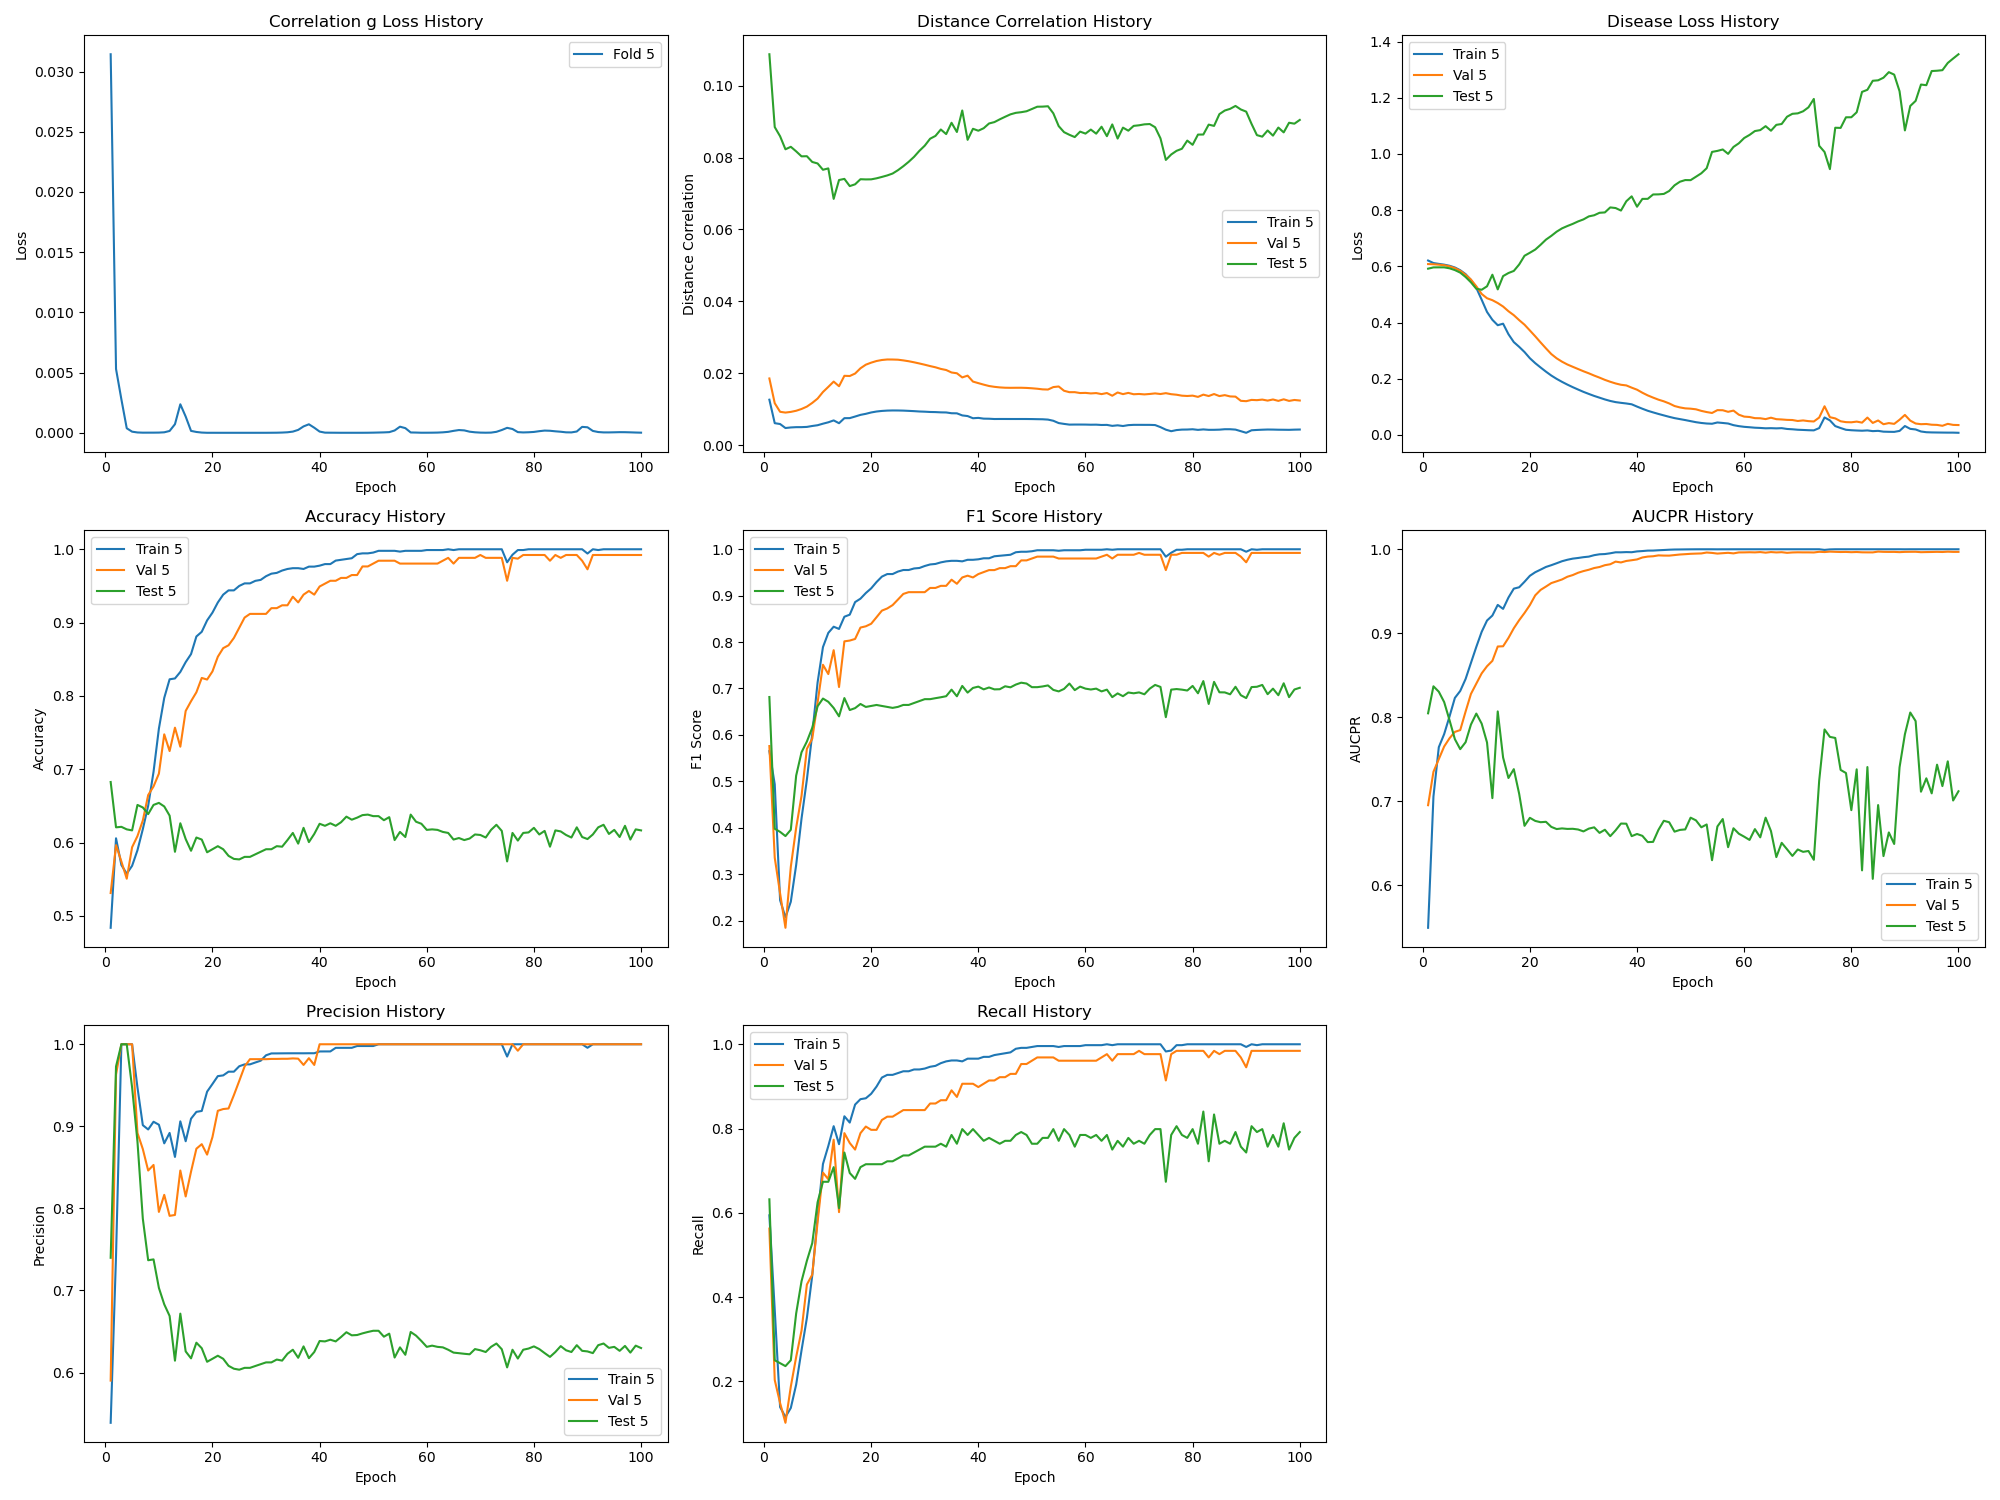 Correlation g Loss History
Loss
0.030
0.025
0.020
0.015
0.010
0.005
0.000
0 20 40 60 80 100
Epoch
Fold 5
Distance Correlation History
Distance Correlation
0.10
0.08
0.06
0.04
0.02
0.00
0 20 40 60 80 100
Epoch
Train 5
Val 5
Test 5
Disease Loss History
Loss
1.4
1.2
1.0
0.8
0.6
0.4
0.2
0.0
0 20 40 60 80 100
Epoch
Train 5
Val 5
Test 5
Accuracy History
Accuracy
1.0
0.9
0.8
0.7
0.6
0.5
0 20 40 60 80 100
Epoch
Train 5
Val 5
Test 5
F1 Score History
F1 Score
1.0
0.9
0.8
0.7
0.6
0.5
0.4
0.3
0.2
0 20 40 60 80 100
Epoch
Train 5
Val 5
Test 5
AUCPR History
AUCPR
1.0
0.9
0.8
0.7
0.6
0 20 40 60 80 100
Epoch
Train 5
Val 5
Test 5
Precision History
Precision
1.0
0.9
0.8
0.7
0.6
0 20 40 60 80 100
Epoch
Train 5
Val 5
Test 5
Recall History
Recall
1.0
0.8
0.6
0.4
0.2
0 20 40 60 80 100
Epoch
Train 5
Val 5
Test 5